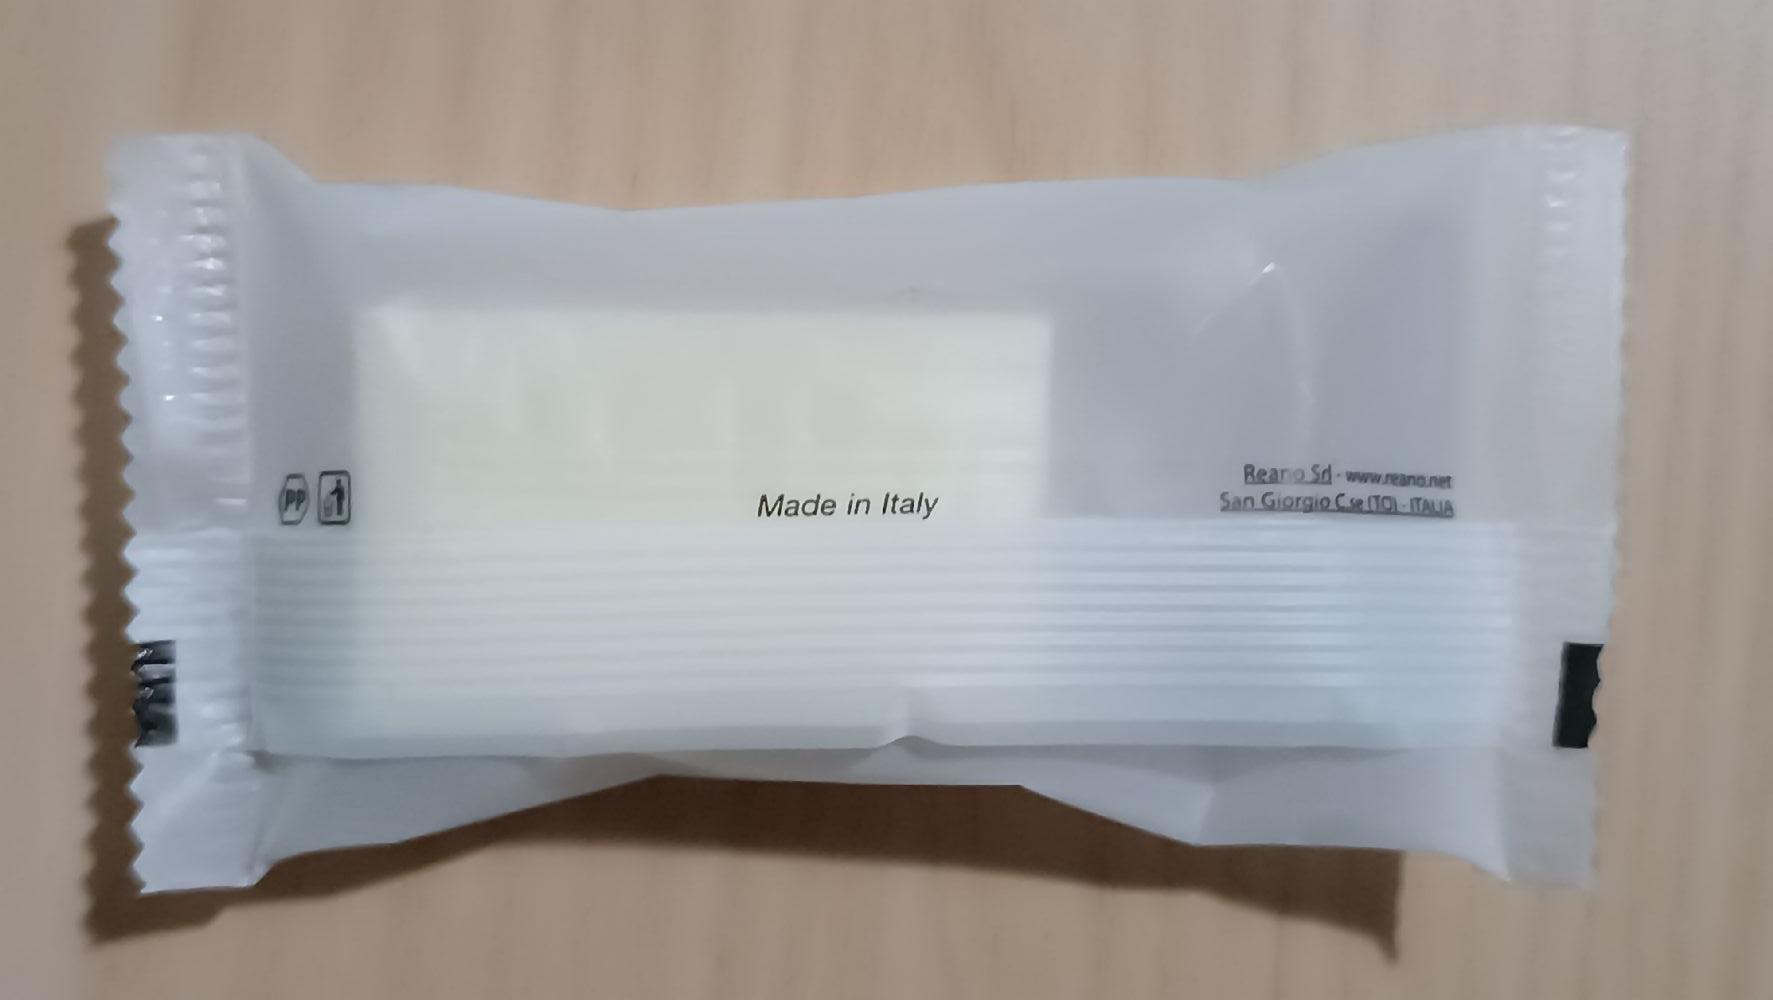 PP
Made in Italy
Reano Srl - www.reano.net
San Giorgio C.se (TO) - ITALIA